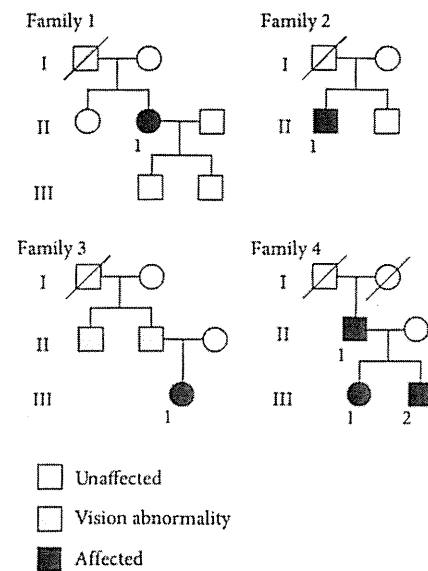 Family 1 Family 2
I I
II II
1 1
III
Family 3 Family 4
I I
II II
1
III III
1 1 2
Unaffected
Vision abnormality
Affected